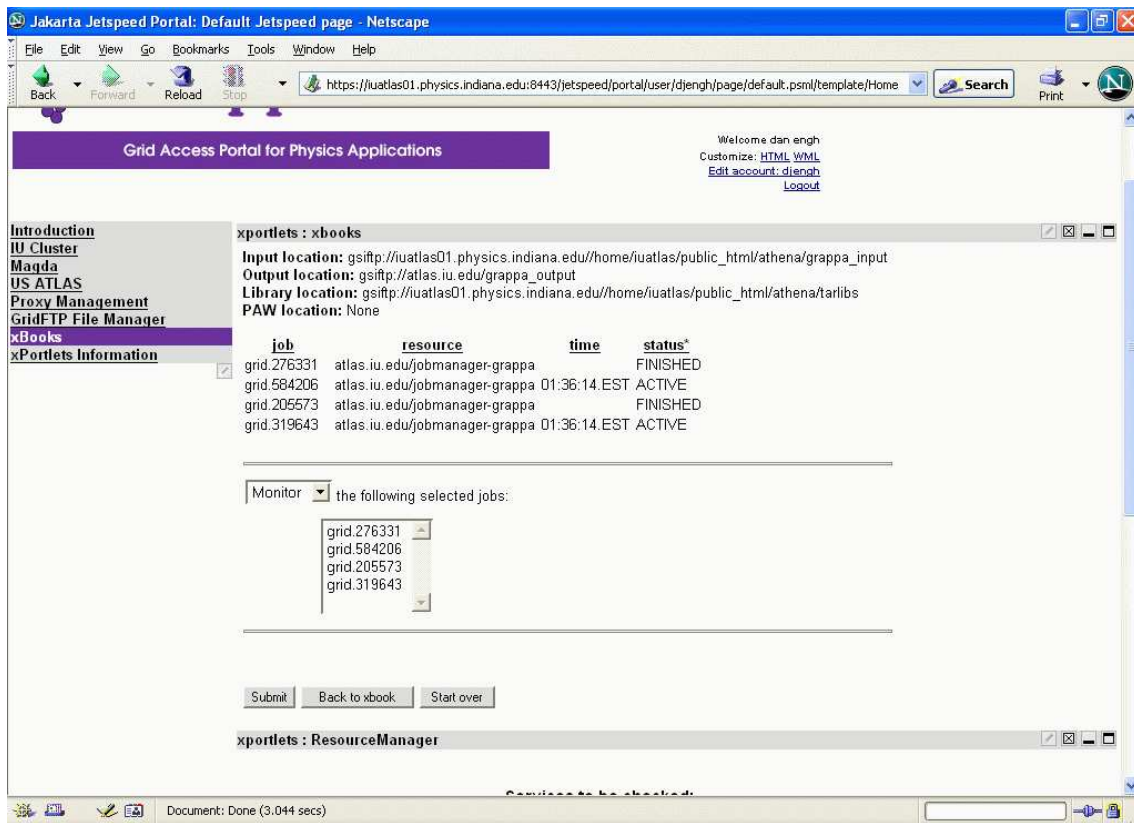 Jakarta Jetspeed Portal: Default Jetspeed page - Netscape
File Edit View Go Bookmarks Tools Window Help
Back Forward Reload Stop https://iuatlas01.physics.indiana.edu:8443/jetspeed/portal/user/djengh/page/default.psml/template/Home Search Print
Grid Access Portal for Physics Applications
Welcome dan engh
Customize: HTML WML
Edit account: djengh
Logout
Introduction
IU Cluster
Magda
US ATLAS
Proxy Management
GridFTP File Manager
xBooks
xPortlets Information
xportlets : xbooks
Input location: gsiftp://iuatlas01.physics.indiana.edu//home/iuatlas/public_html/athena/grappa_input
Output location: gsiftp://atlas.iu.edu/grappa_output
Library location: gsiftp://iuatlas01.physics.indiana.edu//home/iuatlas/public_html/athena/tarlibs
PAW location: None
job resource time status*
grid.276331 atlas.iu.edu/jobmanager-grappa FINISHED
grid.584206 atlas.iu.edu/jobmanager-grappa 01:36:14.EST ACTIVE
grid.205573 atlas.iu.edu/jobmanager-grappa FINISHED
grid.319643 atlas.iu.edu/jobmanager-grappa 01:36:14.EST ACTIVE
Monitor the following selected jobs:
grid.276331
grid.584206
grid.205573
grid.319643
Submit Back to xbook Start over
xportlets : ResourceManager
Services to be checked:
Document: Done (3.044 secs)